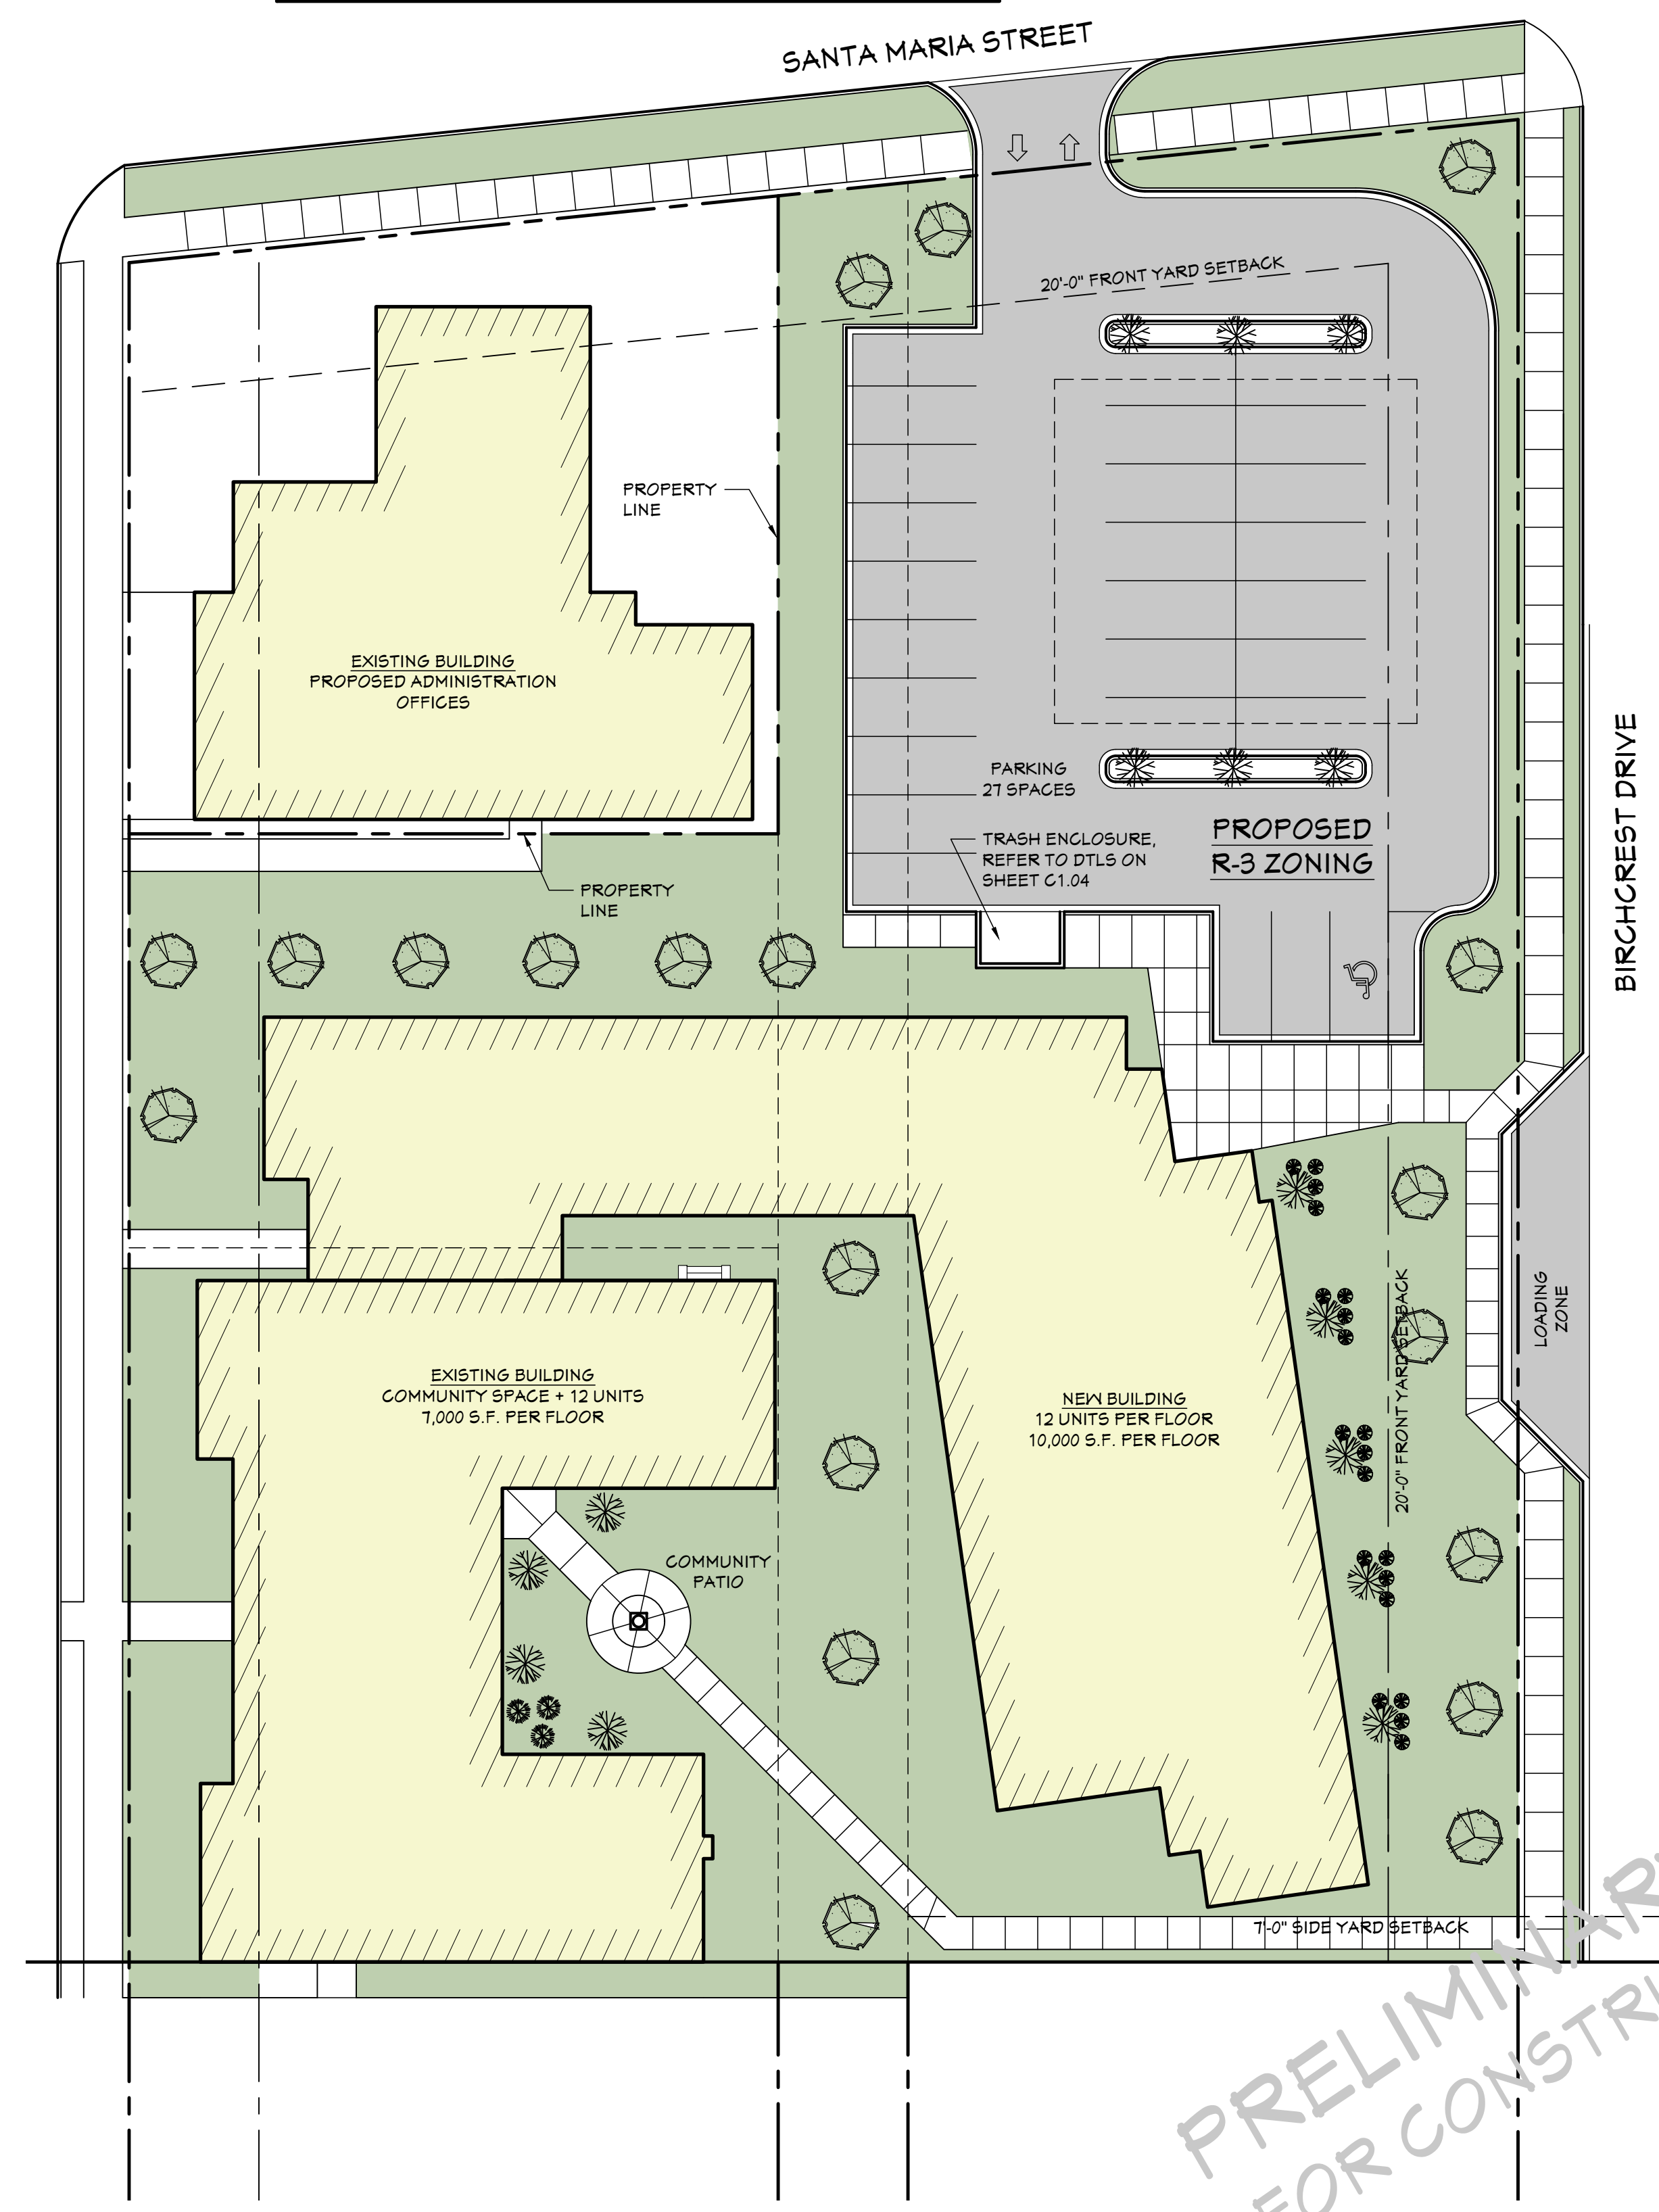 SANTA MARIA STREET
20'-0" FRONT YARD SETBACK
PROPERTY
LINE
EXISTING BUILDING
PROPOSED ADMINISTRATION
OFFICES
PARKING
27 SPACES
TRASH ENCLOSURE,
REFER TO DTLS ON
SHEET C1.04
PROPOSED
R-3 ZONING
BIRCHCREST DRIVE
PROPERTY
LINE
EXISTING BUILDING
COMMUNITY SPACE + 12 UNITS
7,000 S.F. PER FLOOR
NEW BUILDING
12 UNITS PER FLOOR
10,000 S.F. PER FLOOR
20'-0" FRONT YARD SETBACK
LOADING
ZONE
COMMUNITY
PATIO
7'-0" SIDE YARD SETBACK
PRELIMINAR
FOR CONSTR